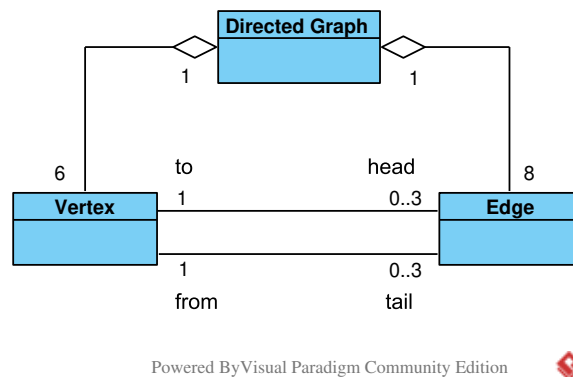 Directed Graph
1 1
6 8
to head
Vertex 1 0..3 Edge
1 0..3
from tail
Powered ByVisual Paradigm Community Edition